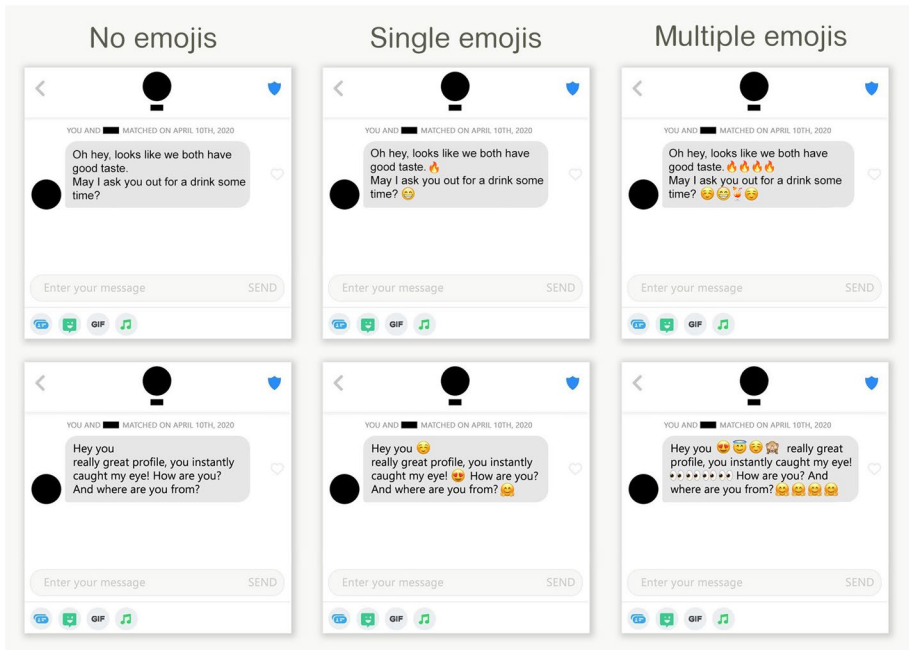 No emojis
Single emojis
Multiple emojis
YOU AND MATCHED ON APRIL 10TH, 2020
Oh hey, looks like we both have
good taste.
May I ask you out for a drink some
time?
Enter your message SEND
GIF
YOU AND MATCHED ON APRIL 10TH, 2020
Oh hey, looks like we both have
good taste.🔥
May I ask you out for a drink some
time? 😁
Enter your message SEND
GIF
YOU AND MATCHED ON APRIL 10TH, 2020
Oh hey, looks like we both have
good taste.🔥🔥🔥🔥
May I ask you out for a drink some
time? ☺️😁🍹☺️
Enter your message SEND
GIF
YOU AND MATCHED ON APRIL 10TH, 2020
Hey you
really great profile, you instantly
caught my eye! How are you?
And where are you from?
Enter your message SEND
GIF
YOU AND MATCHED ON APRIL 10TH, 2020
Hey you ☺️
really great profile, you instantly
caught my eye! 😍 How are you?
And where are you from? 🤗
Enter your message SEND
GIF
YOU AND MATCHED ON APRIL 10TH, 2020
Hey you 😍😇☺️🙈 really great
profile, you instantly caught my eye!
👀👀👀👀👀👀 How are you? And
where are you from?🤗🤗🤗🤗
Enter your message SEND
GIF